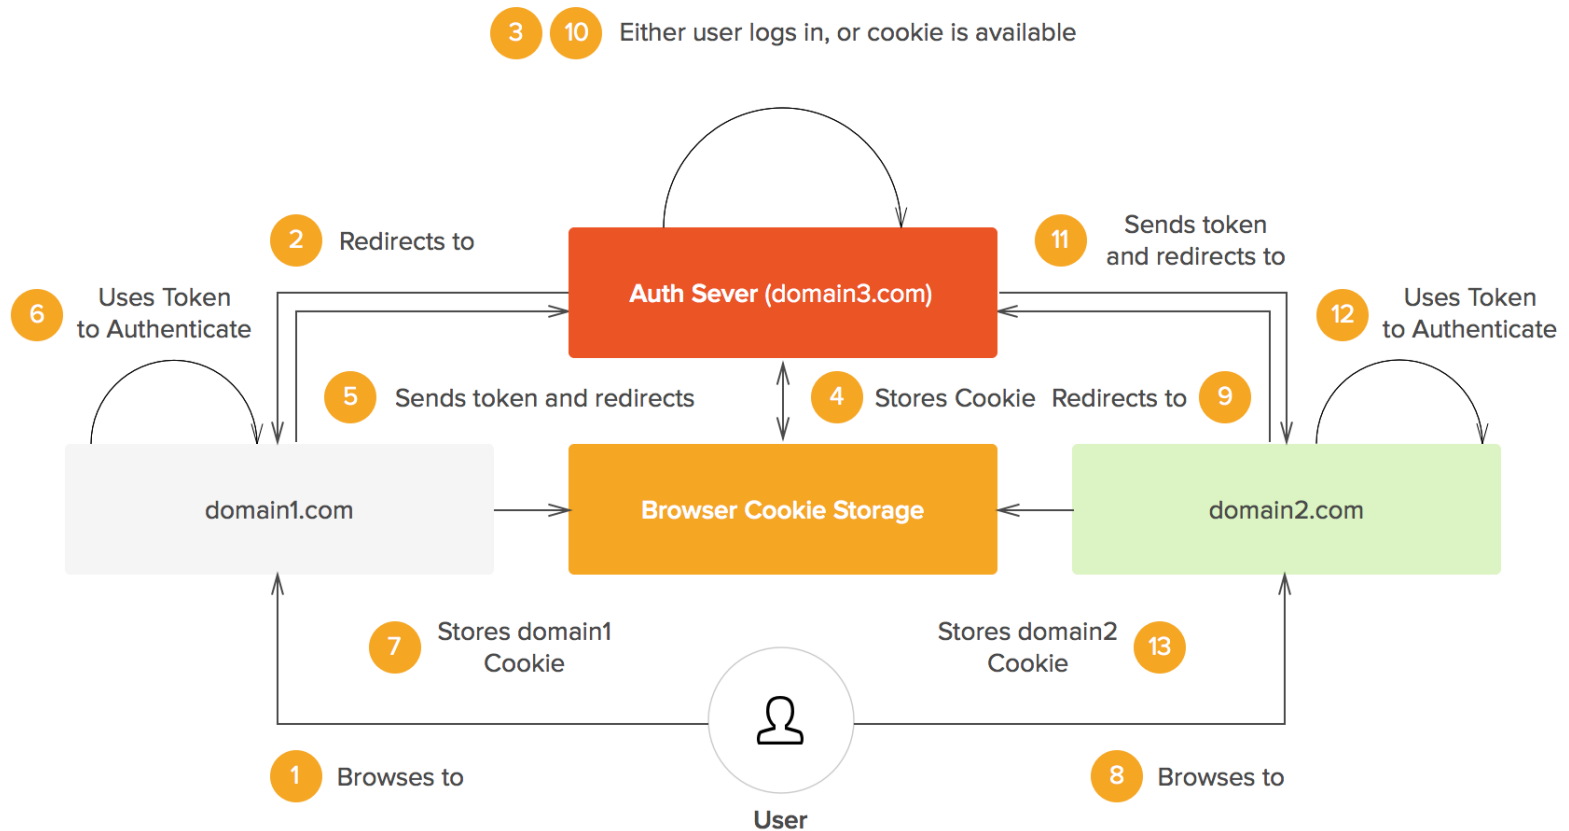 3 10 Either user logs in, or cookie is available
2 Redirects to
11 Sends token
and redirects to
6 Uses Token
to Authenticate
Auth Sever (domain3.com)
12 Uses Token
to Authenticate
5 Sends token and redirects
4 Stores Cookie
Redirects to 9
domain1.com
Browser Cookie Storage
domain2.com
7 Stores domain1
Cookie
Stores domain2 13
Cookie
1 Browses to
8 Browses to
User